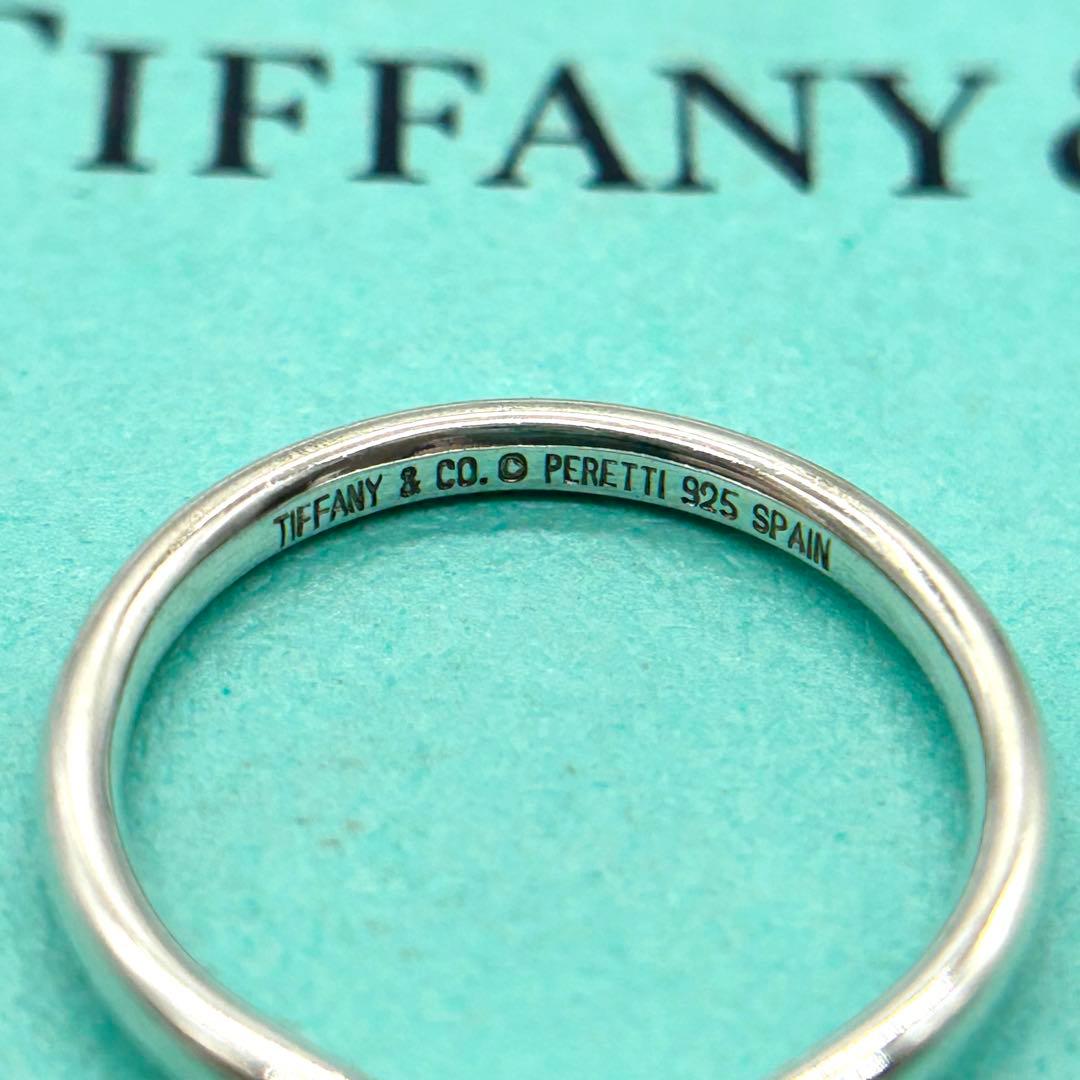 TIFFANY &
TIFFANY & CO. © PERETTI 925 SPAIN